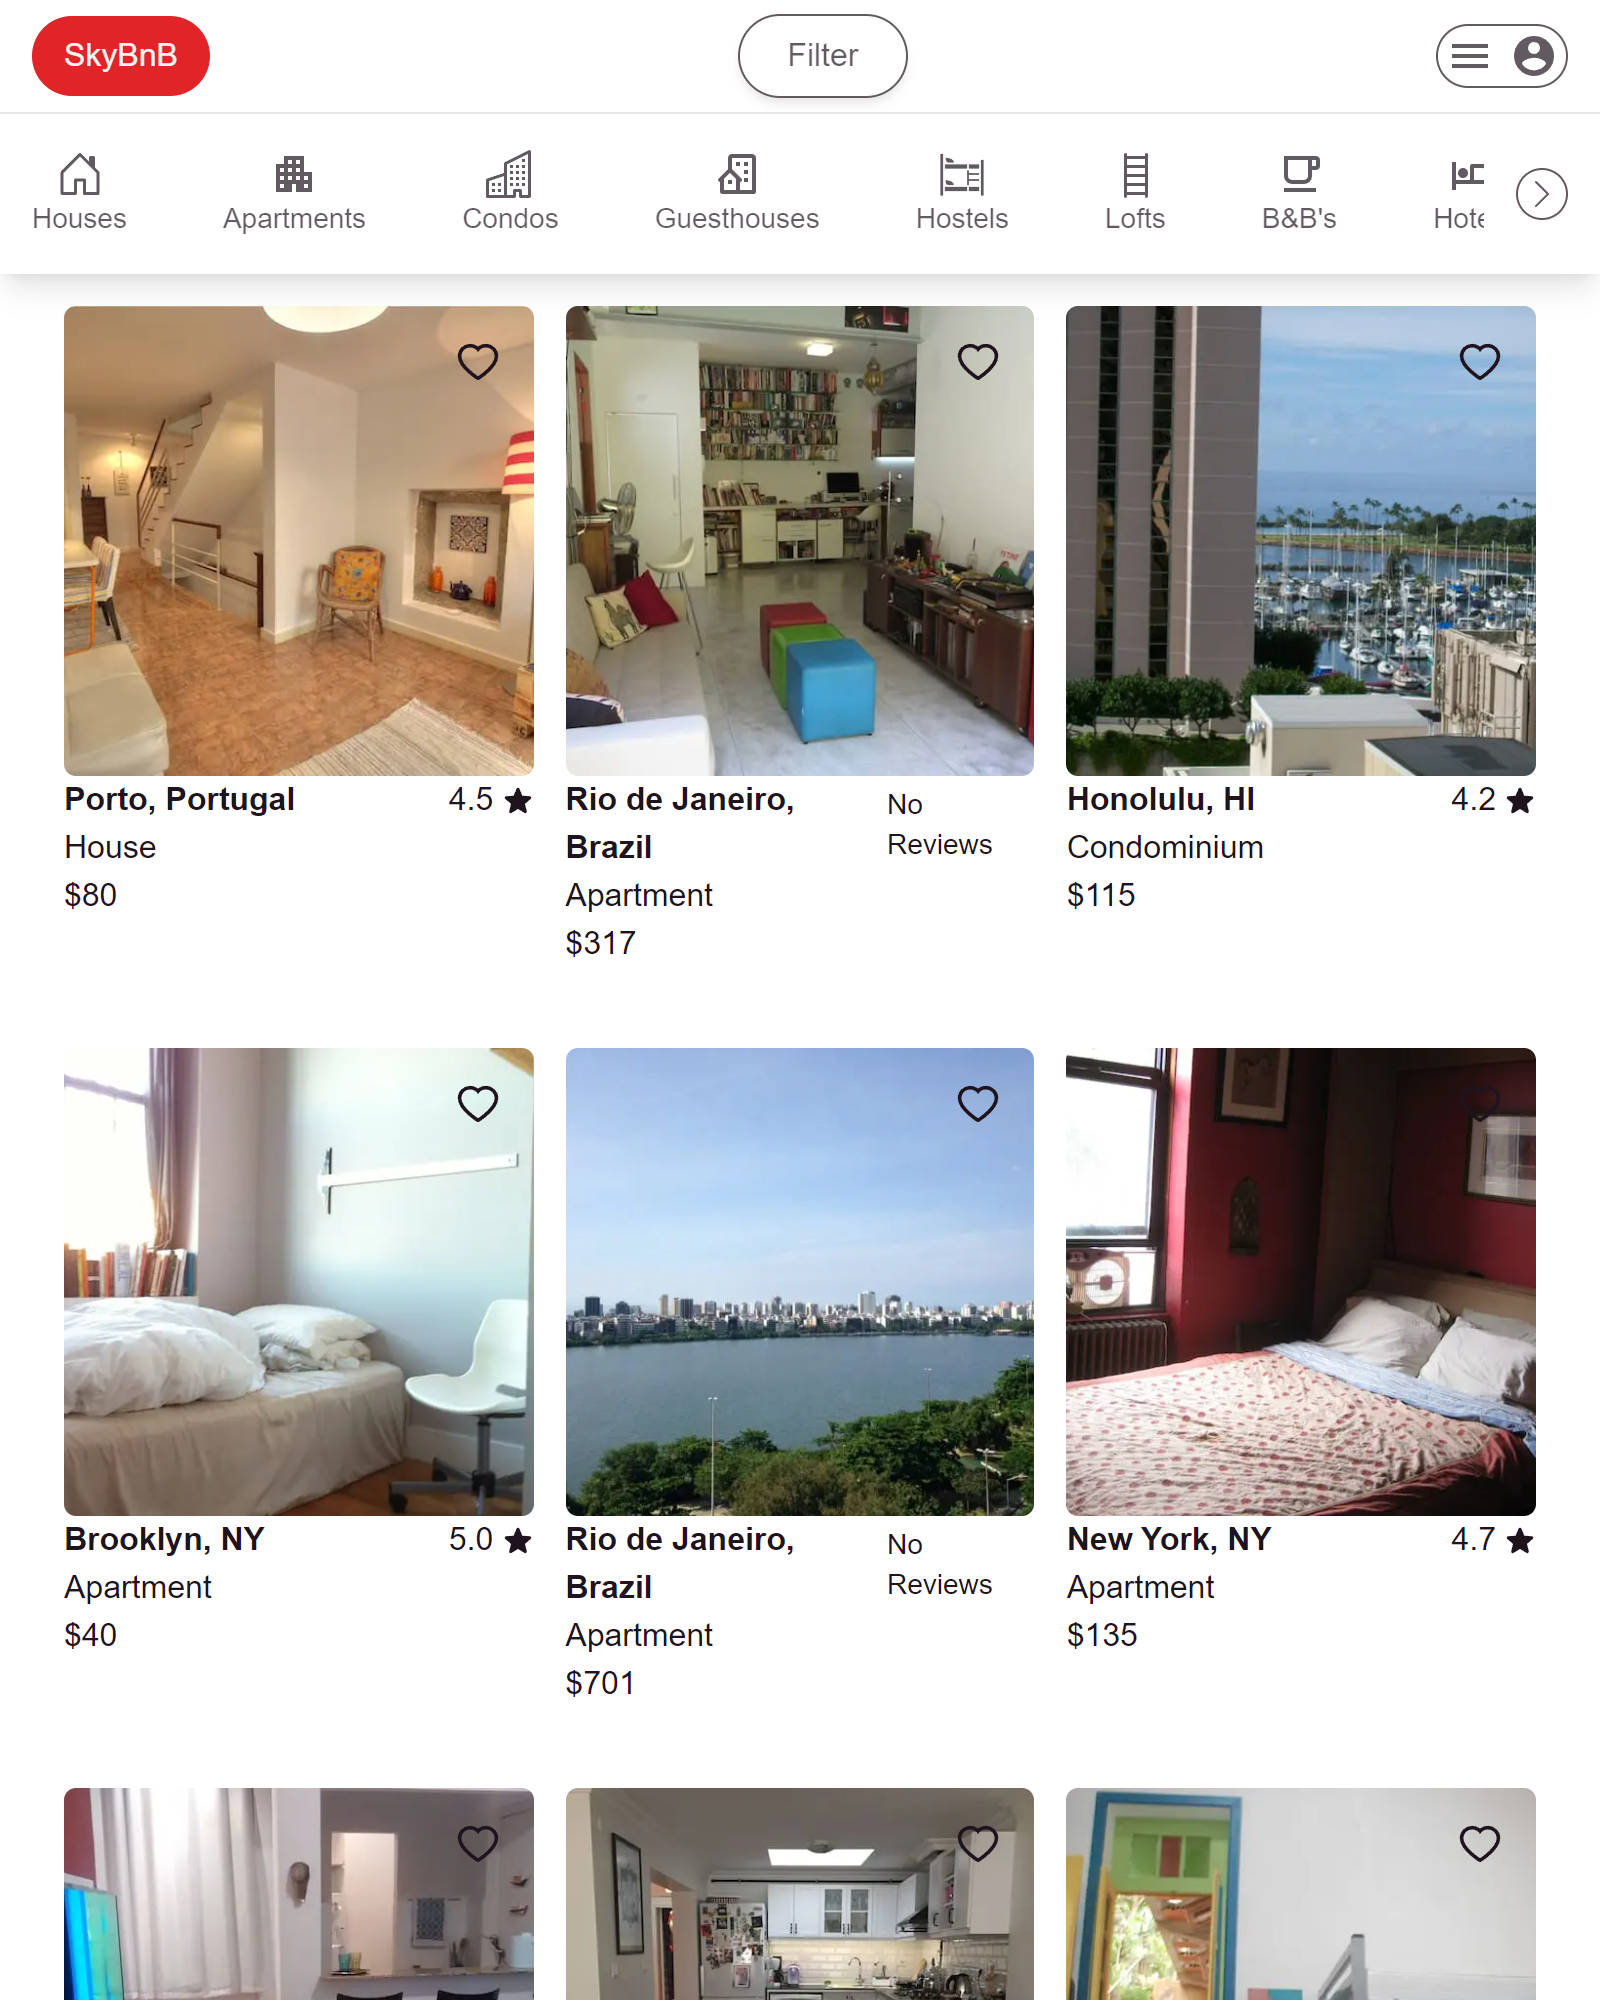 SkyBnB
Filter
Houses
Apartments
Condos
Guesthouses
Hostels
Lofts
B&B's
Hote
Porto, Portugal
4.5
House
$80
Rio de Janeiro,
Brazil
No
Reviews
Apartment
$317
Honolulu, HI
4.2
Condominium
$115
Brooklyn, NY
5.0
Apartment
$40
Rio de Janeiro,
Brazil
No
Reviews
Apartment
$701
New York, NY
4.7
Apartment
$135